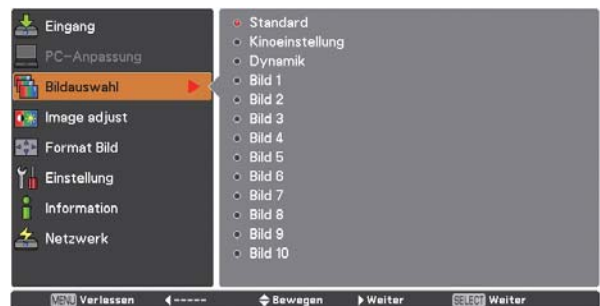 Eingang
PC-Anpassung
Bildauswahl
Image adjust
Format Bild
Einstellung
Information
Netzwerk
Standard
Kinoeinstellung
Dynamik
Bild 1
Bild 2
Bild 3
Bild 4
Bild 5
Bild 6
Bild 7
Bild 8
Bild 9
Bild 10
MENU Verlassen ----- Bewegen Weiter SELECT Weiter